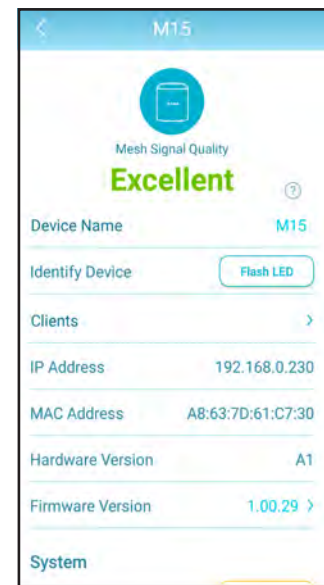 M15
Mesh Signal Quality
Excellent
?
Device Name M15
Identify Device Flash LED
Clients >
IP Address 192.168.0.230
MAC Address A8:63:7D:61:C7:30
Hardware Version A1
Firmware Version 1.00.29 >
System